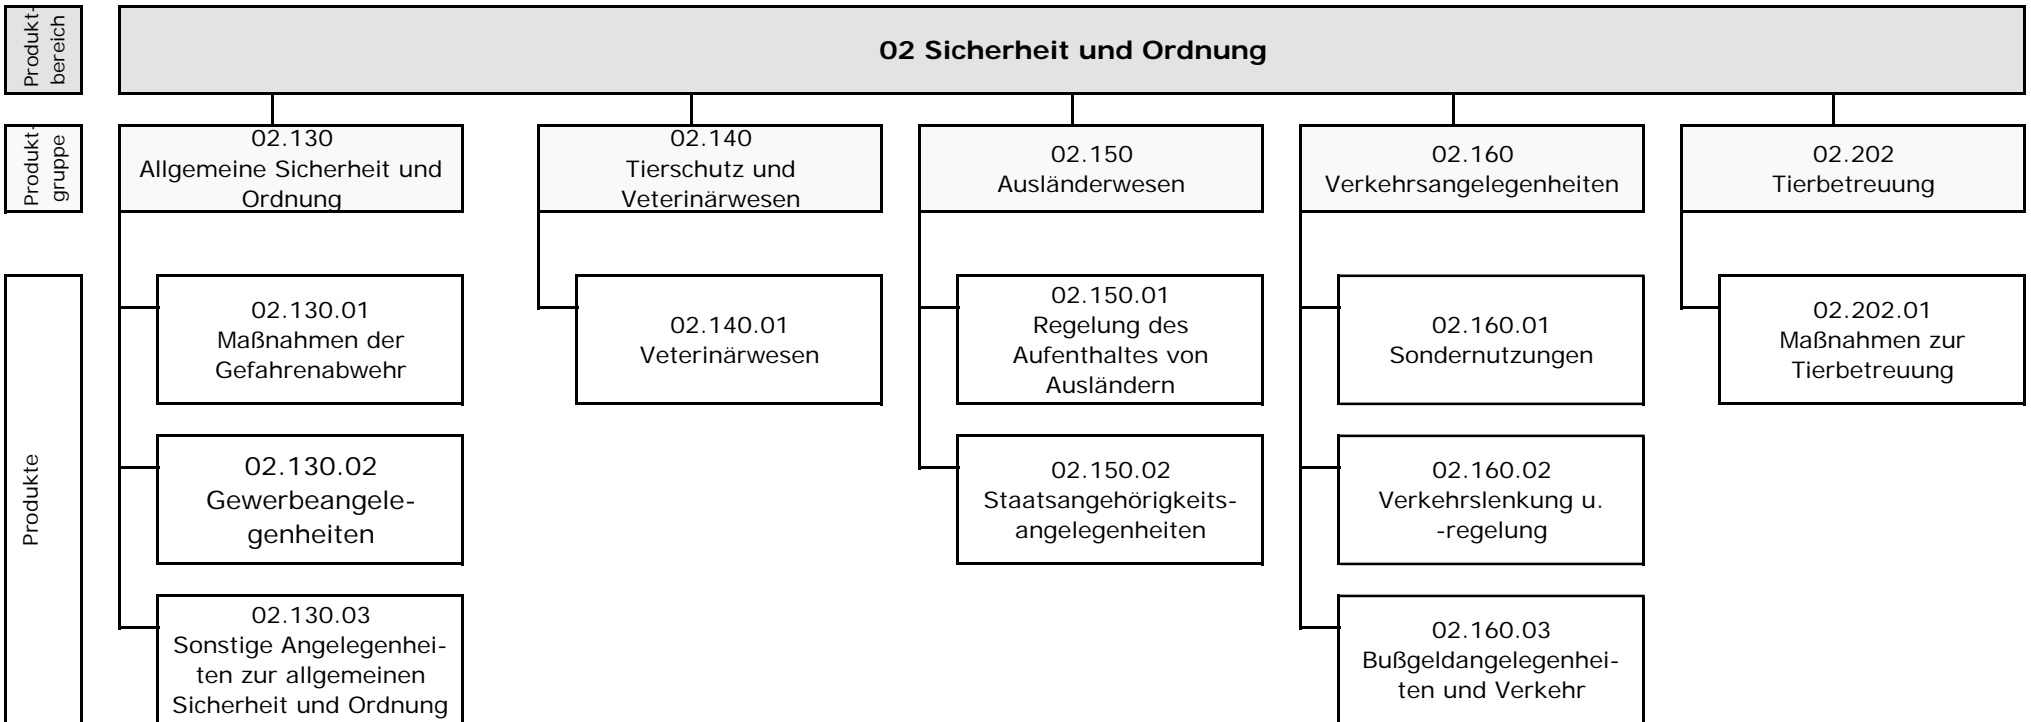 Produkt-
bereich
02 Sicherheit und Ordnung
Produkt-
gruppe
02.130
Allgemeine Sicherheit und
Ordnung
02.140
Tierschutz und
Veterinärwesen
02.150
Ausländerwesen
02.160
Verkehrsangelegenheiten
02.202
Tierbetreuung
Produkte
02.130.01
Maßnahmen der
Gefahrenabwehr
02.140.01
Veterinärwesen
02.150.01
Regelung des
Aufenthaltes von
Ausländern
02.160.01
Sondernutzungen
02.202.01
Maßnahmen zur
Tierbetreuung
02.130.02
Gewerbeangele-
genheiten
02.150.02
Staatsangehörigkeits-
angelegenheiten
02.160.02
Verkehrslenkung u.
-regelung
02.130.03
Sonstige Angelegenhei-
ten zur allgemeinen
Sicherheit und Ordnung
02.160.03
Bußgeldangelegenhei-
ten und Verkehr